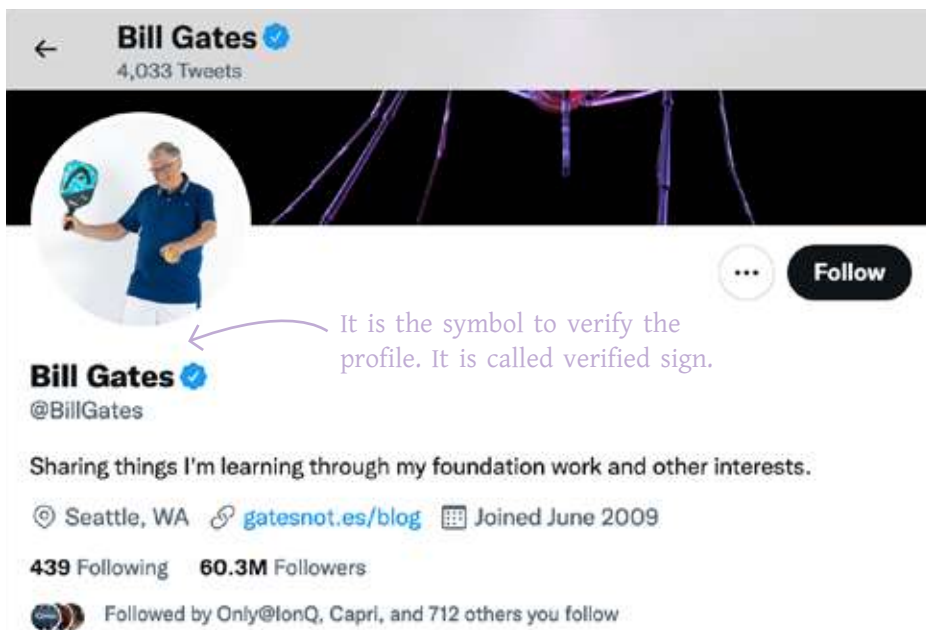 Bill Gates
4,033 Tweets
Follow
It is the symbol to verify the
profile. It is called verified sign.
Bill Gates
@BillGates
Sharing things I'm learning through my foundation work and other interests.
Seattle, WA gatesnot.es/blog Joined June 2009
439 Following 60.3M Followers
Followed by Only@IonQ, Capri, and 712 others you follow